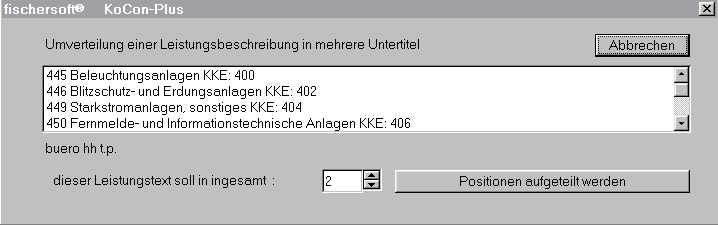 fischersoft® KoCon-Plus
Umverteilung einer Leistungsbeschreibung in mehrere Untertitel
Abbrechen
445 Beleuchtungsanlagen KKE: 400
446 Blitzschutz- und Erdungsanlagen KKE: 402
449 Starkstromanlagen, sonstiges KKE: 404
450 Fernmelde- und Informationstechnische Anlagen KKE: 406
buero hh t.p.
dieser Leistungstext soll in ingesamt : 2 Positionen aufgeteilt werden